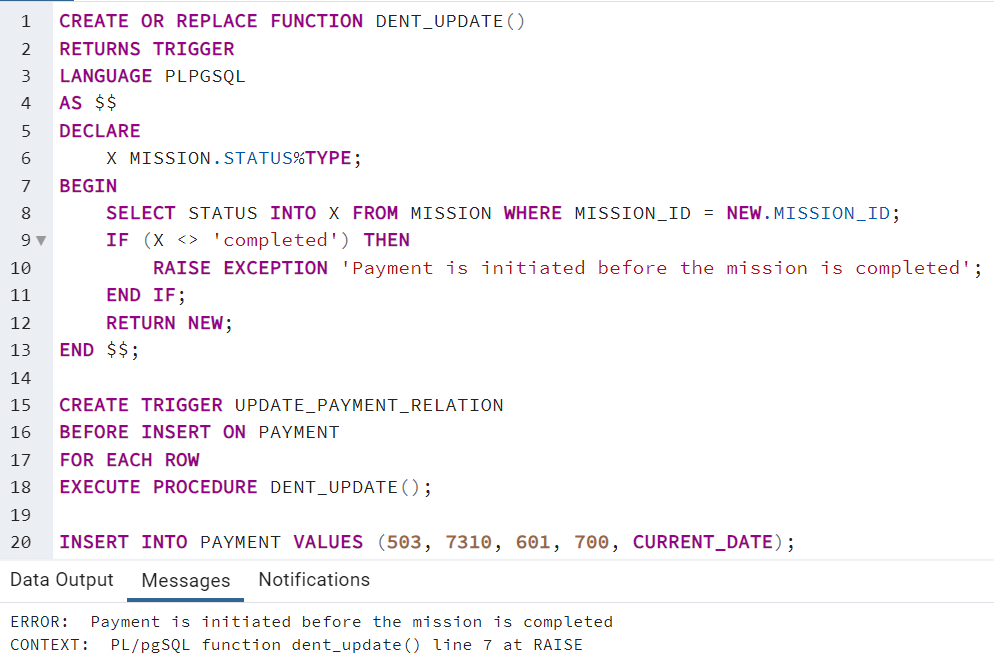 1 CREATE OR REPLACE FUNCTION DENT_UPDATE()
2 RETURNS TRIGGER
3 LANGUAGE PLPGSQL
4 AS $$
5 DECLARE
6     X MISSION.STATUS%TYPE;
7 BEGIN
8     SELECT STATUS INTO X FROM MISSION WHERE MISSION_ID = NEW.MISSION_ID;
9     IF (X <> 'completed') THEN
10         RAISE EXCEPTION 'Payment is initiated before the mission is completed';
11     END IF;
12     RETURN NEW;
13 END $$;
14
15 CREATE TRIGGER UPDATE_PAYMENT_RELATION
16 BEFORE INSERT ON PAYMENT
17 FOR EACH ROW
18 EXECUTE PROCEDURE DENT_UPDATE();
19
20 INSERT INTO PAYMENT VALUES (503, 7310, 601, 700, CURRENT_DATE);
Data Output Messages Notifications
ERROR:  Payment is initiated before the mission is completed
CONTEXT:  PL/pgSQL function dent_update() line 7 at RAISE